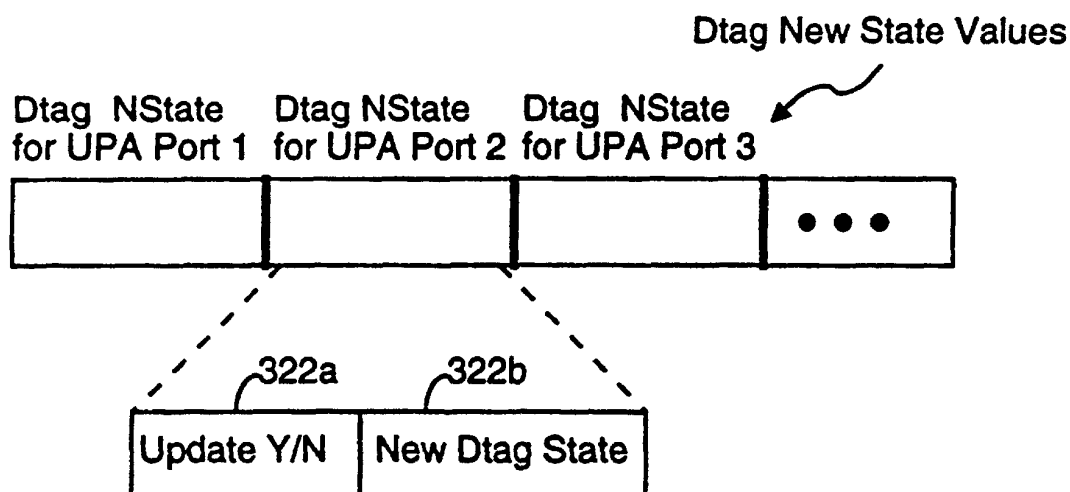 Dtag New State Values
Dtag NState
for UPA Port 1
Dtag NState
for UPA Port 2
Dtag NState
for UPA Port 3
322a
322b
Update Y/N
New Dtag State